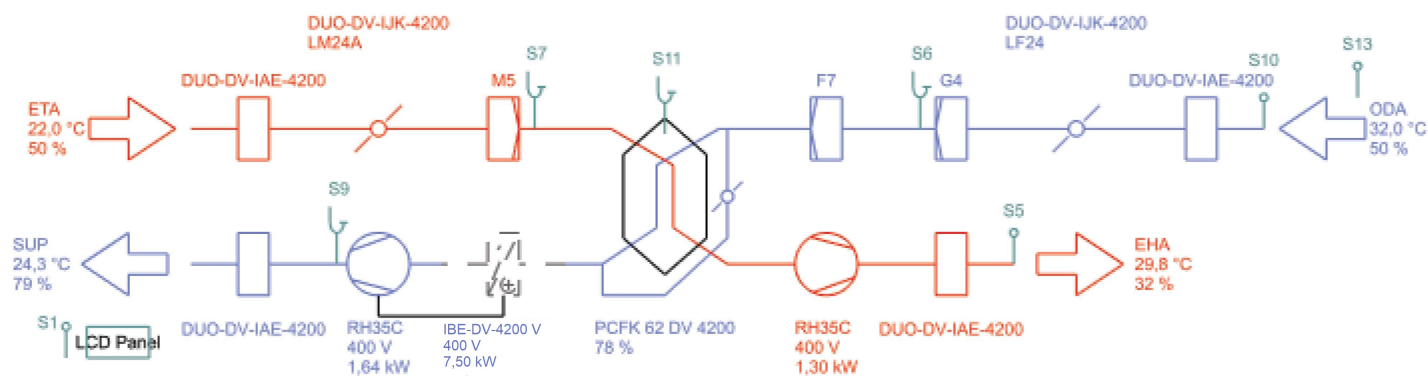 DUO-DV-IJK-4200
LM24A
DUO-DV-IJK-4200
LF24
S7
S11
S6
S10
S13
DUO-DV-IAE-4200
M5
F7
G4
DUO-DV-IAE-4200
ETA
22,0 °C
50 %
ODA
32,0 °C
50 %
S9
S5
SUP
24,3 °C
79 %
EHA
29,8 °C
32 %
S1
LCD Panel
DUO-DV-IAE-4200
RH35C
400 V
1,64 kW
IBE-DV-4200 V
400 V
7,50 kW
PCFK 62 DV 4200
78 %
RH35C
400 V
1,30 kW
DUO-DV-IAE-4200